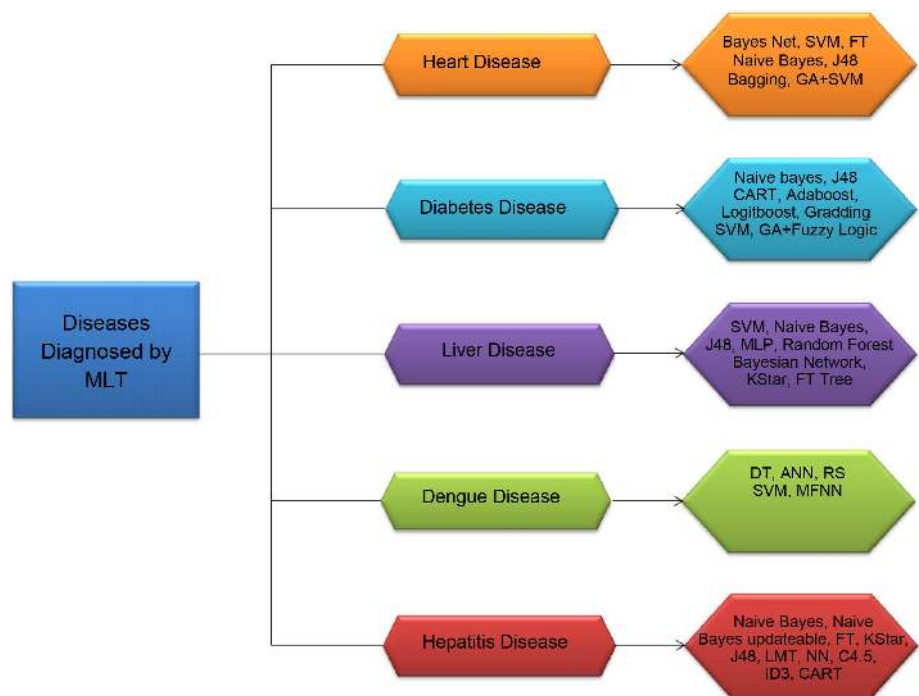 Diseases
Diagnosed by
MLT
Heart Disease
Bayes Net, SVM, FT
Naive Bayes, J48
Bagging, GA+SVM
Diabetes Disease
Naive bayes, J48
CART, Adaboost,
Logitboost, Gradding
SVM, GA+Fuzzy Logic
Liver Disease
SVM, Naive Bayes,
J48, MLP, Random Forest
Bayesian Network,
KStar, FT Tree
Dengue Disease
DT, ANN, RS
SVM, MFNN
Hepatitis Disease
Naive Bayes, Naive
Bayes updateable, FT, KStar,
J48, LMT, NN, C4.5,
ID3, CART